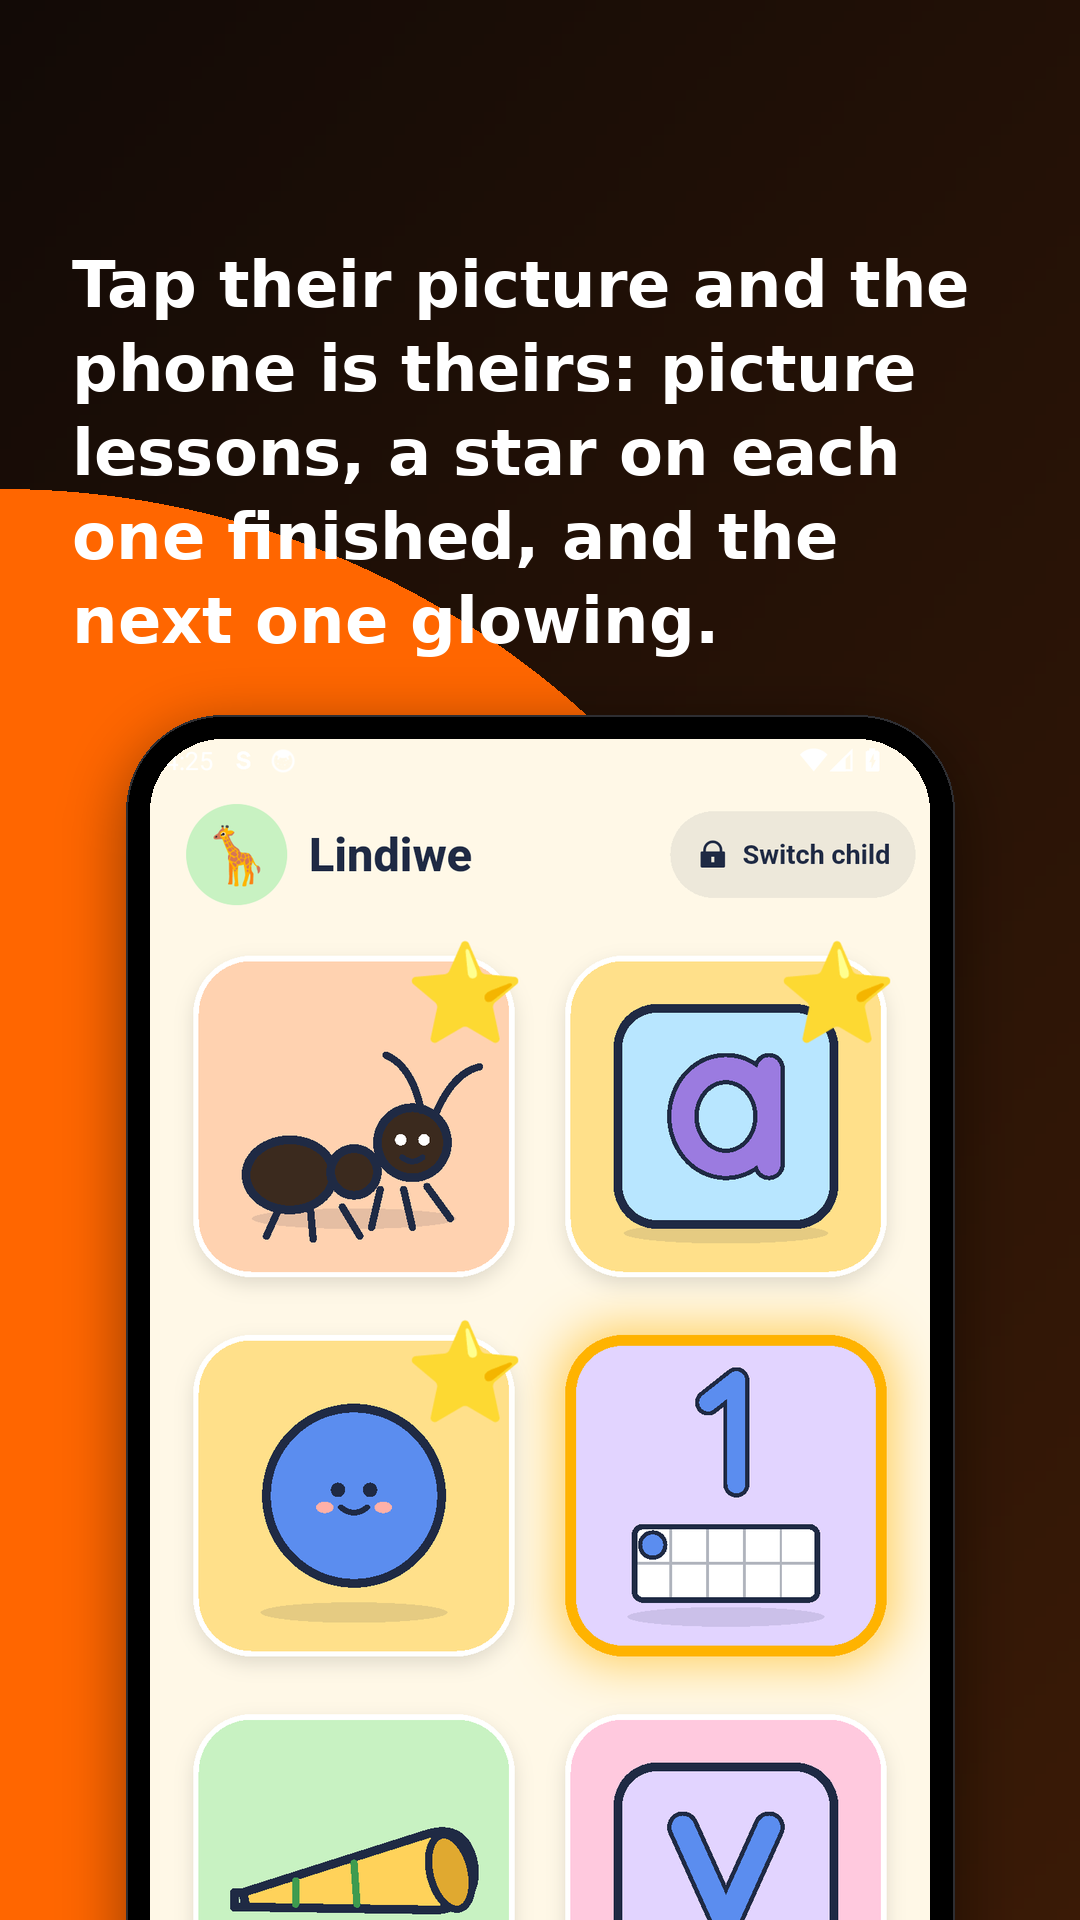 Tap their picture and the
phone is theirs: picture
lessons, a star on each
one finished, and the
next one glowing.
Lindiwe
Switch child
a
1